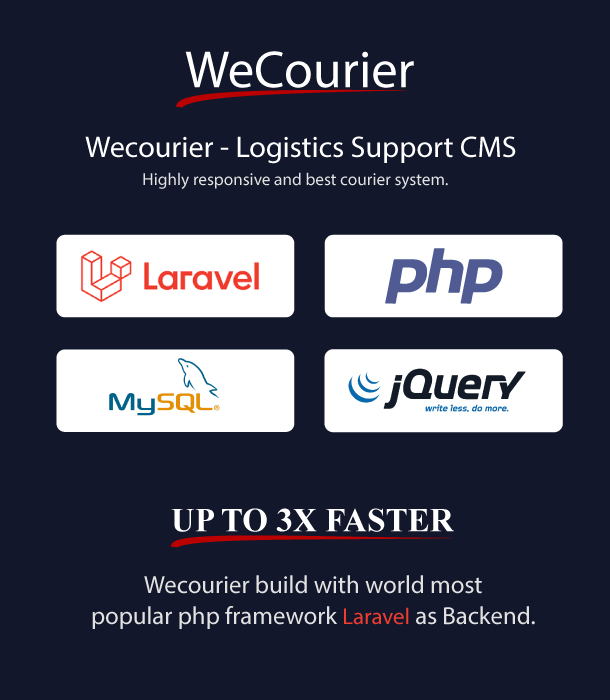 WeCourier
Wecourier - Logistics Support CMS
Highly responsive and best courier system.
Laravel
php
MySQL®
jQuery
write less, do more.
UP TO 3X FASTER
Wecourier build with world most
popular php framework Laravel as Backend.